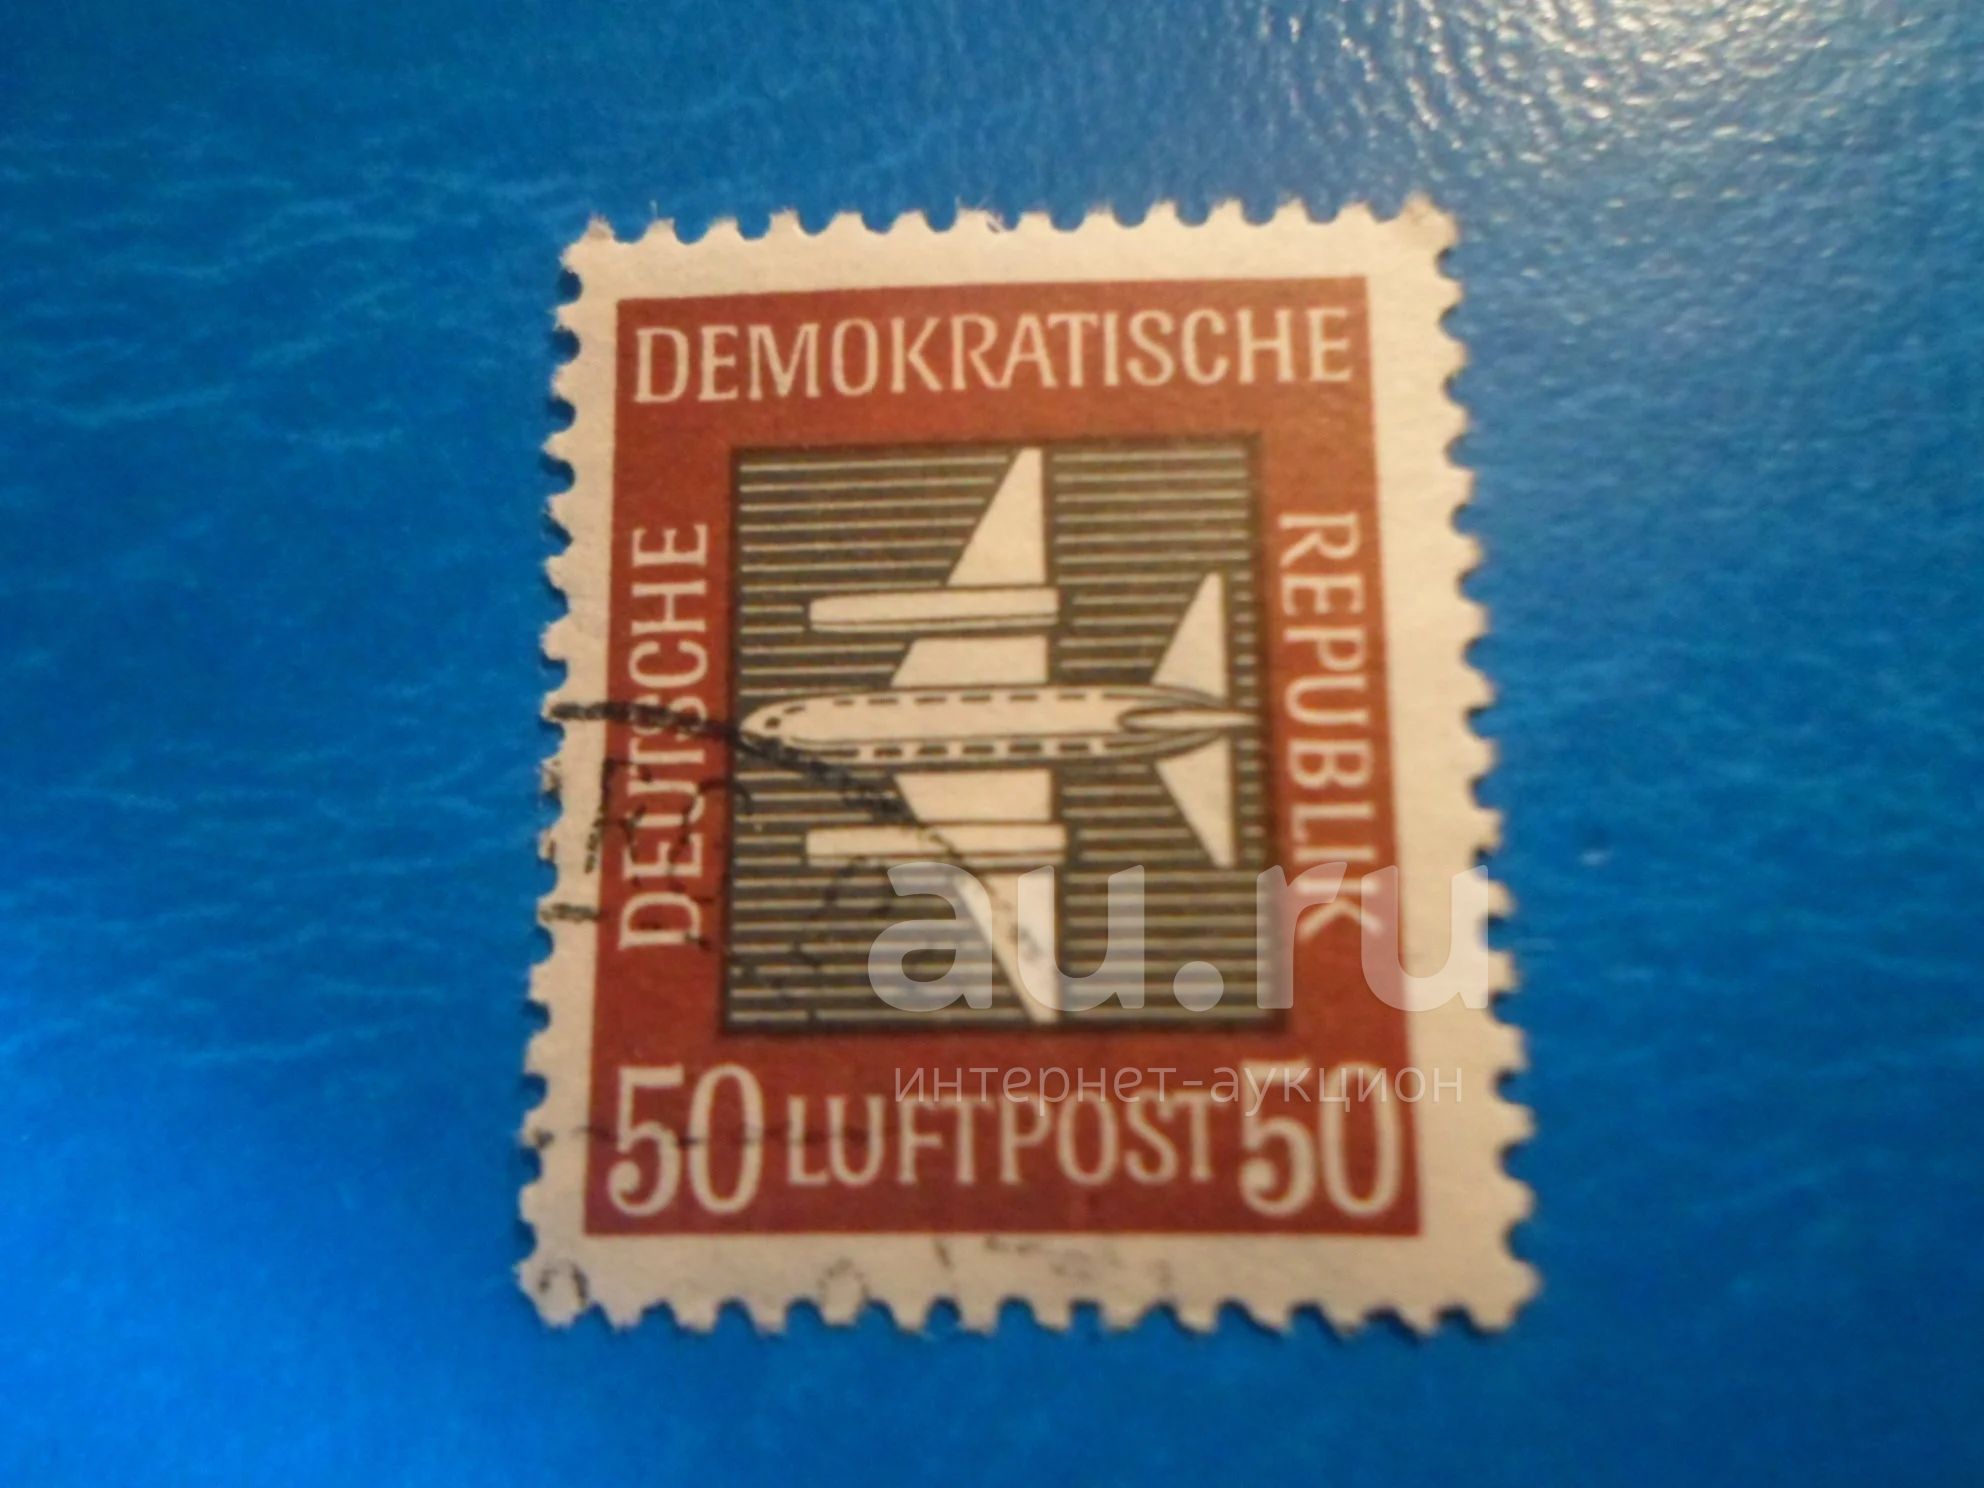 DEUTSCHE
DEMOKRATISCHE
REPUBLIK
50 LUFTPOST 50
au.ru
интернет-аукцион